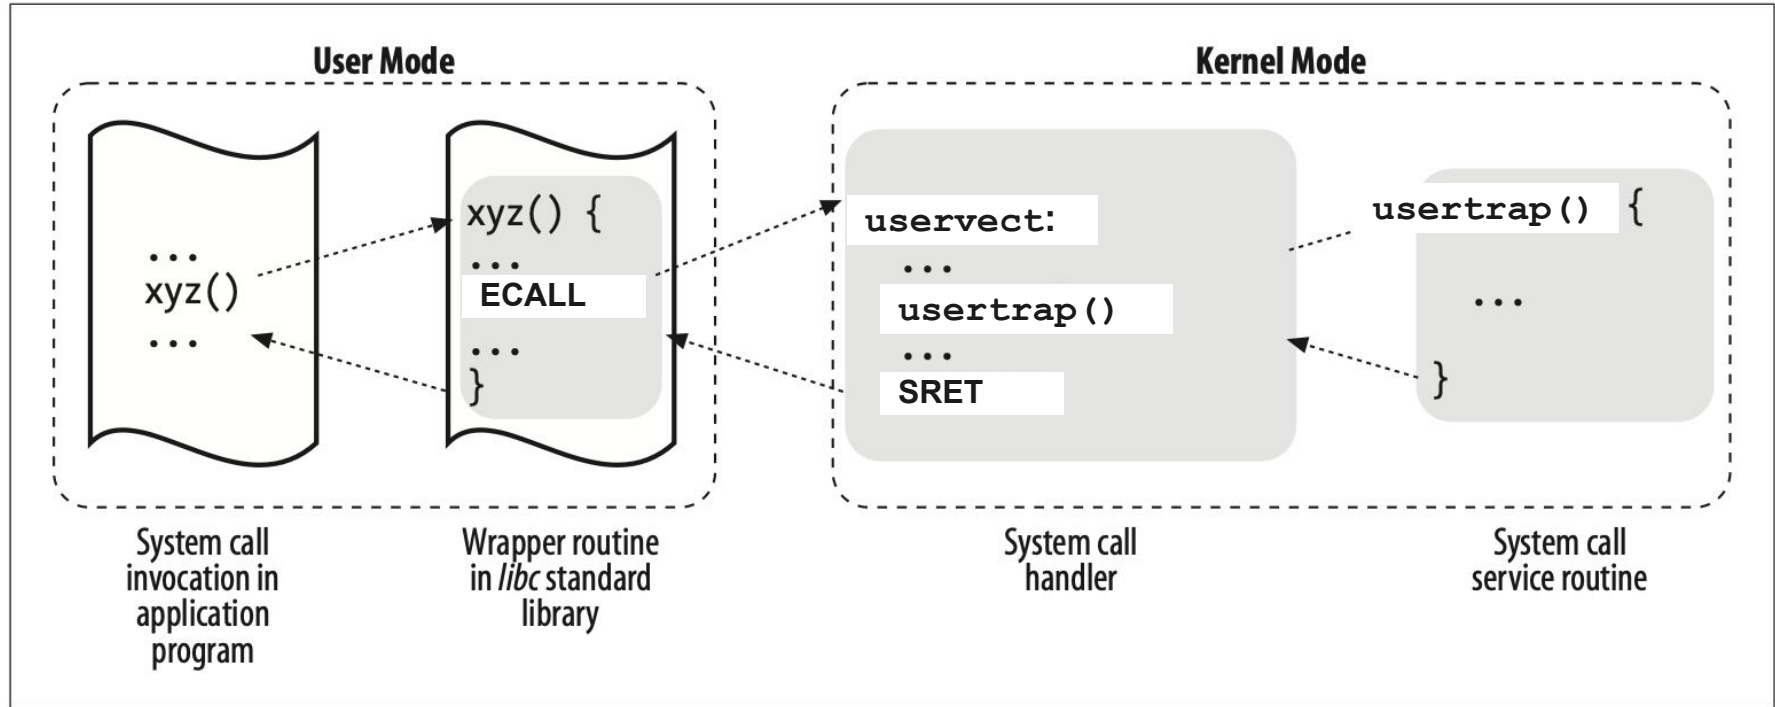 User Mode
Kernel Mode
...
xyz()
...
xyz() {
...
ECALL
...
}
uservect:
...
usertrap()
...
SRET
usertrap() {
...
}
System call
invocation in
application
program
Wrapper routine
in libc standard
library
System call
handler
System call
service routine